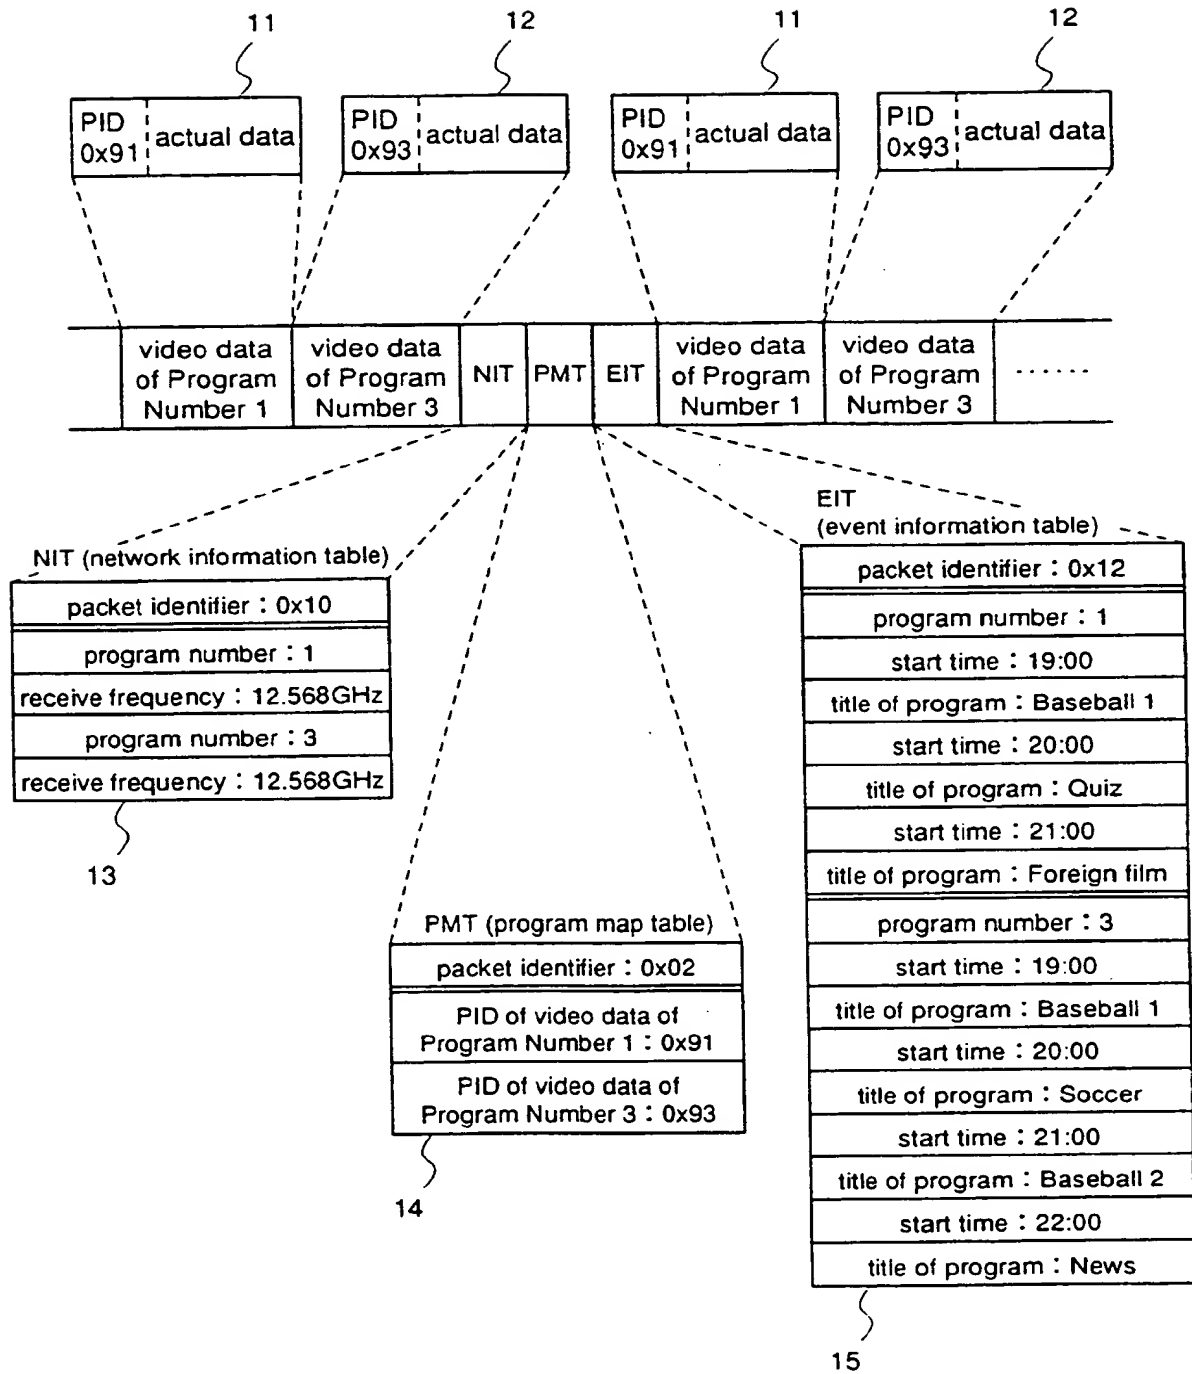 11
12
11
12
PID
0x91
actual data
PID
0x93
actual data
PID
0x91
actual data
PID
0x93
actual data
video data
of Program
Number 1
video data
of Program
Number 3
NIT
PMT
EIT
video data
of Program
Number 1
video data
of Program
Number 3
······
NIT (network information table)
packet identifier : 0x10
program number : 1
receive frequency : 12.568GHz
program number : 3
receive frequency : 12.568GHz
13
PMT (program map table)
packet identifier : 0x02
PID of video data of
Program Number 1 : 0x91
PID of video data of
Program Number 3 : 0x93
14
EIT
(event information table)
packet identifier : 0x12
program number : 1
start time : 19:00
title of program : Baseball 1
start time : 20:00
title of program : Quiz
start time : 21:00
title of program : Foreign film
program number : 3
start time : 19:00
title of program : Baseball 1
start time : 20:00
title of program : Soccer
start time : 21:00
title of program : Baseball 2
start time : 22:00
title of program : News
15